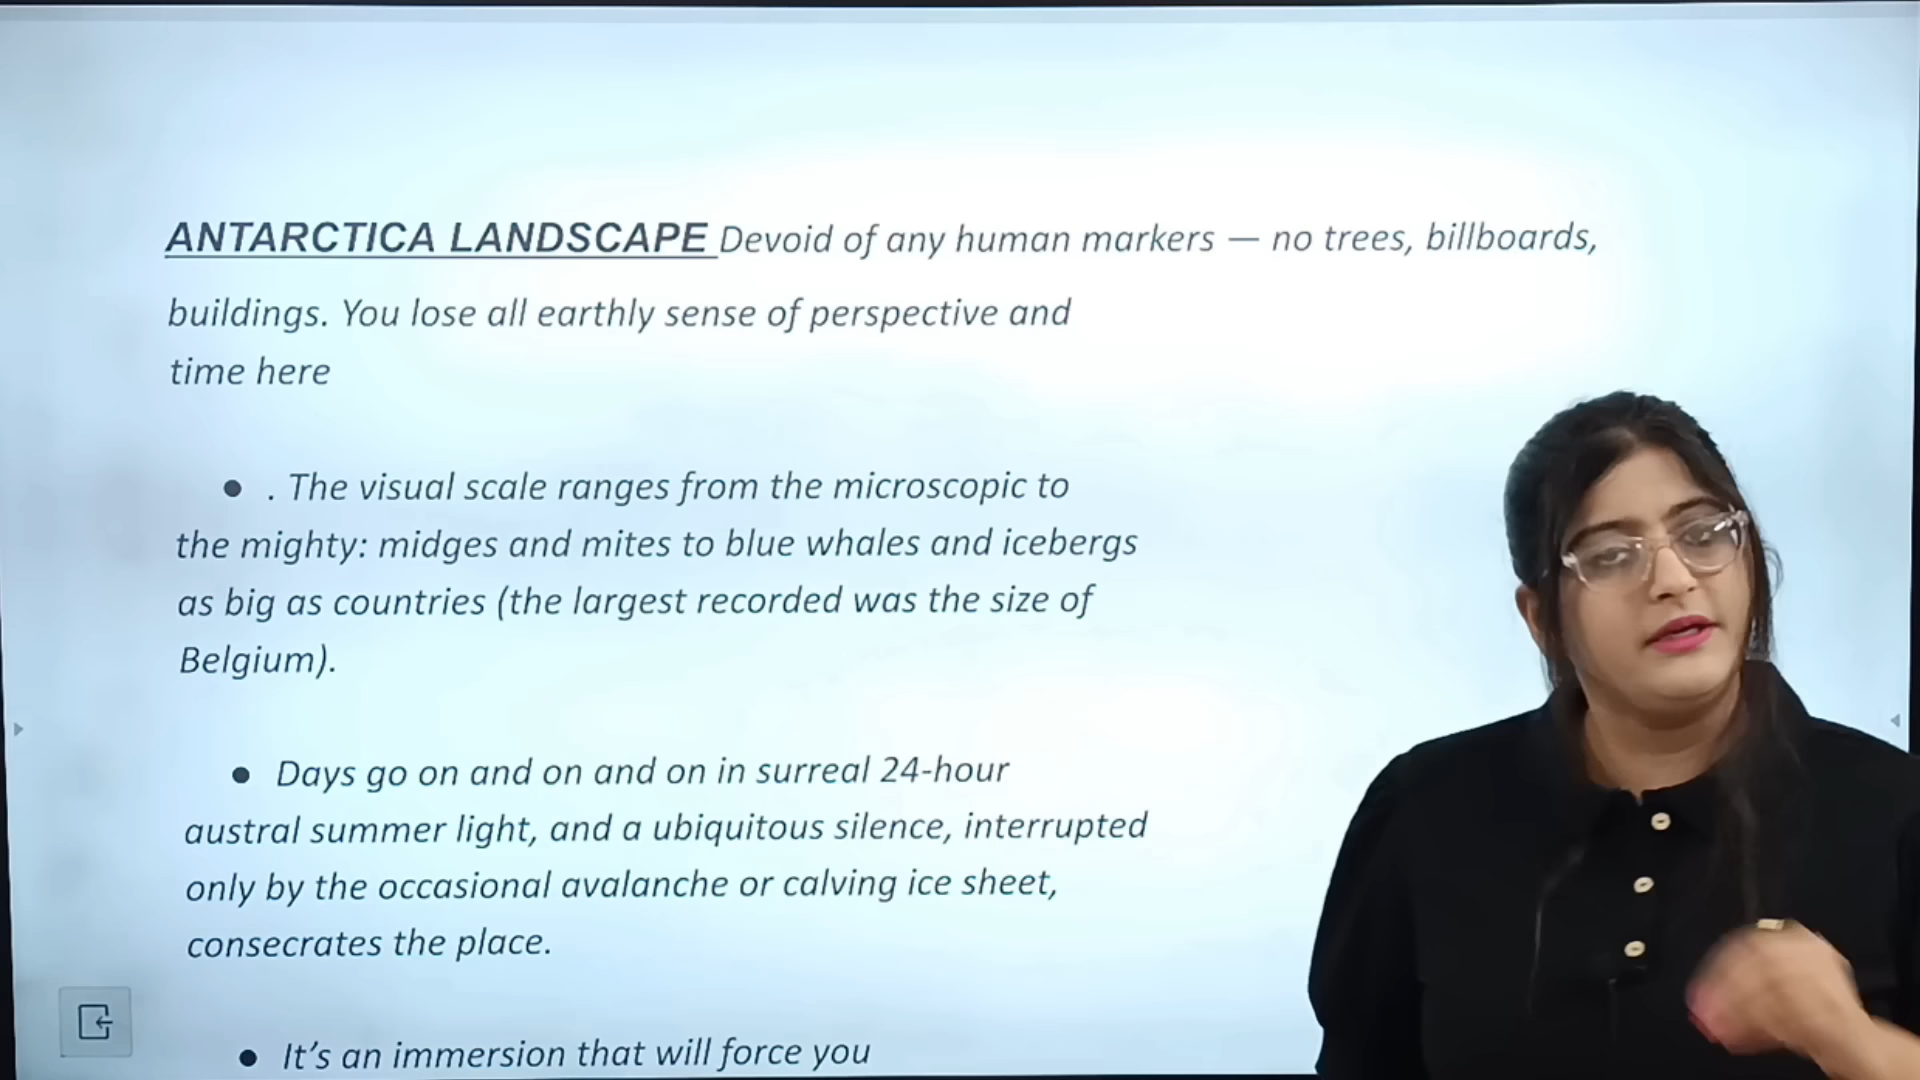 ANTARCTICA LANDSCAPE Devoid of any human markers — no trees, billboards,
buildings. You lose all earthly sense of perspective and
time here
● . The visual scale ranges from the microscopic to
the mighty: midges and mites to blue whales and icebergs
as big as countries (the largest recorded was the size of
Belgium).
● Days go on and on and on in surreal 24-hour
austral summer light, and a ubiquitous silence, interrupted
only by the occasional avalanche or calving ice sheet,
consecrates the place.
● It’s an immersion that will force you